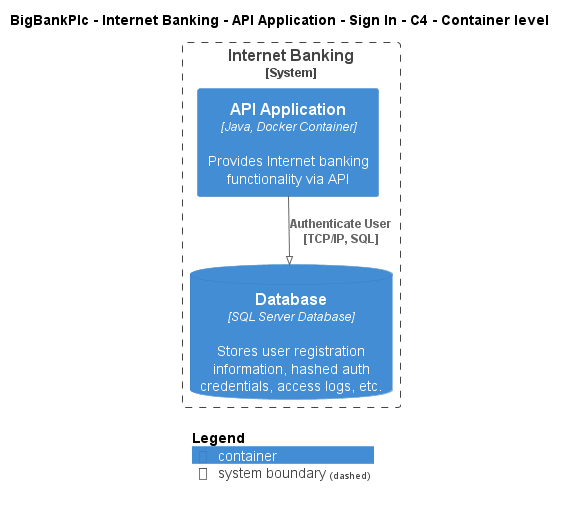 BigBankPlc - Internet Banking - API Application - Sign In - C4 - Container level
Internet Banking
[System]
API Application
[Java, Docker Container]
Provides Internet banking
functionality via API
Authenticate User
[TCP/IP, SQL]
Database
[SQL Server Database]
Stores user registration
information, hashed auth
credentials, access logs, etc.
Legend
container
system boundary (dashed)